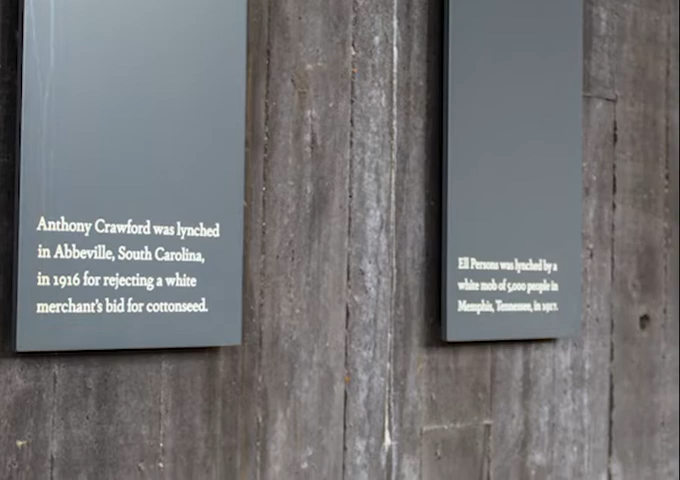 Anthony Crawford was lynched
in Abbeville, South Carolina,
in 1916 for rejecting a white
merchant's bid for cottonseed.
Ell Persons was lynched by a
white mob of 5,000 people in
Memphis, Tennessee, in 1917.